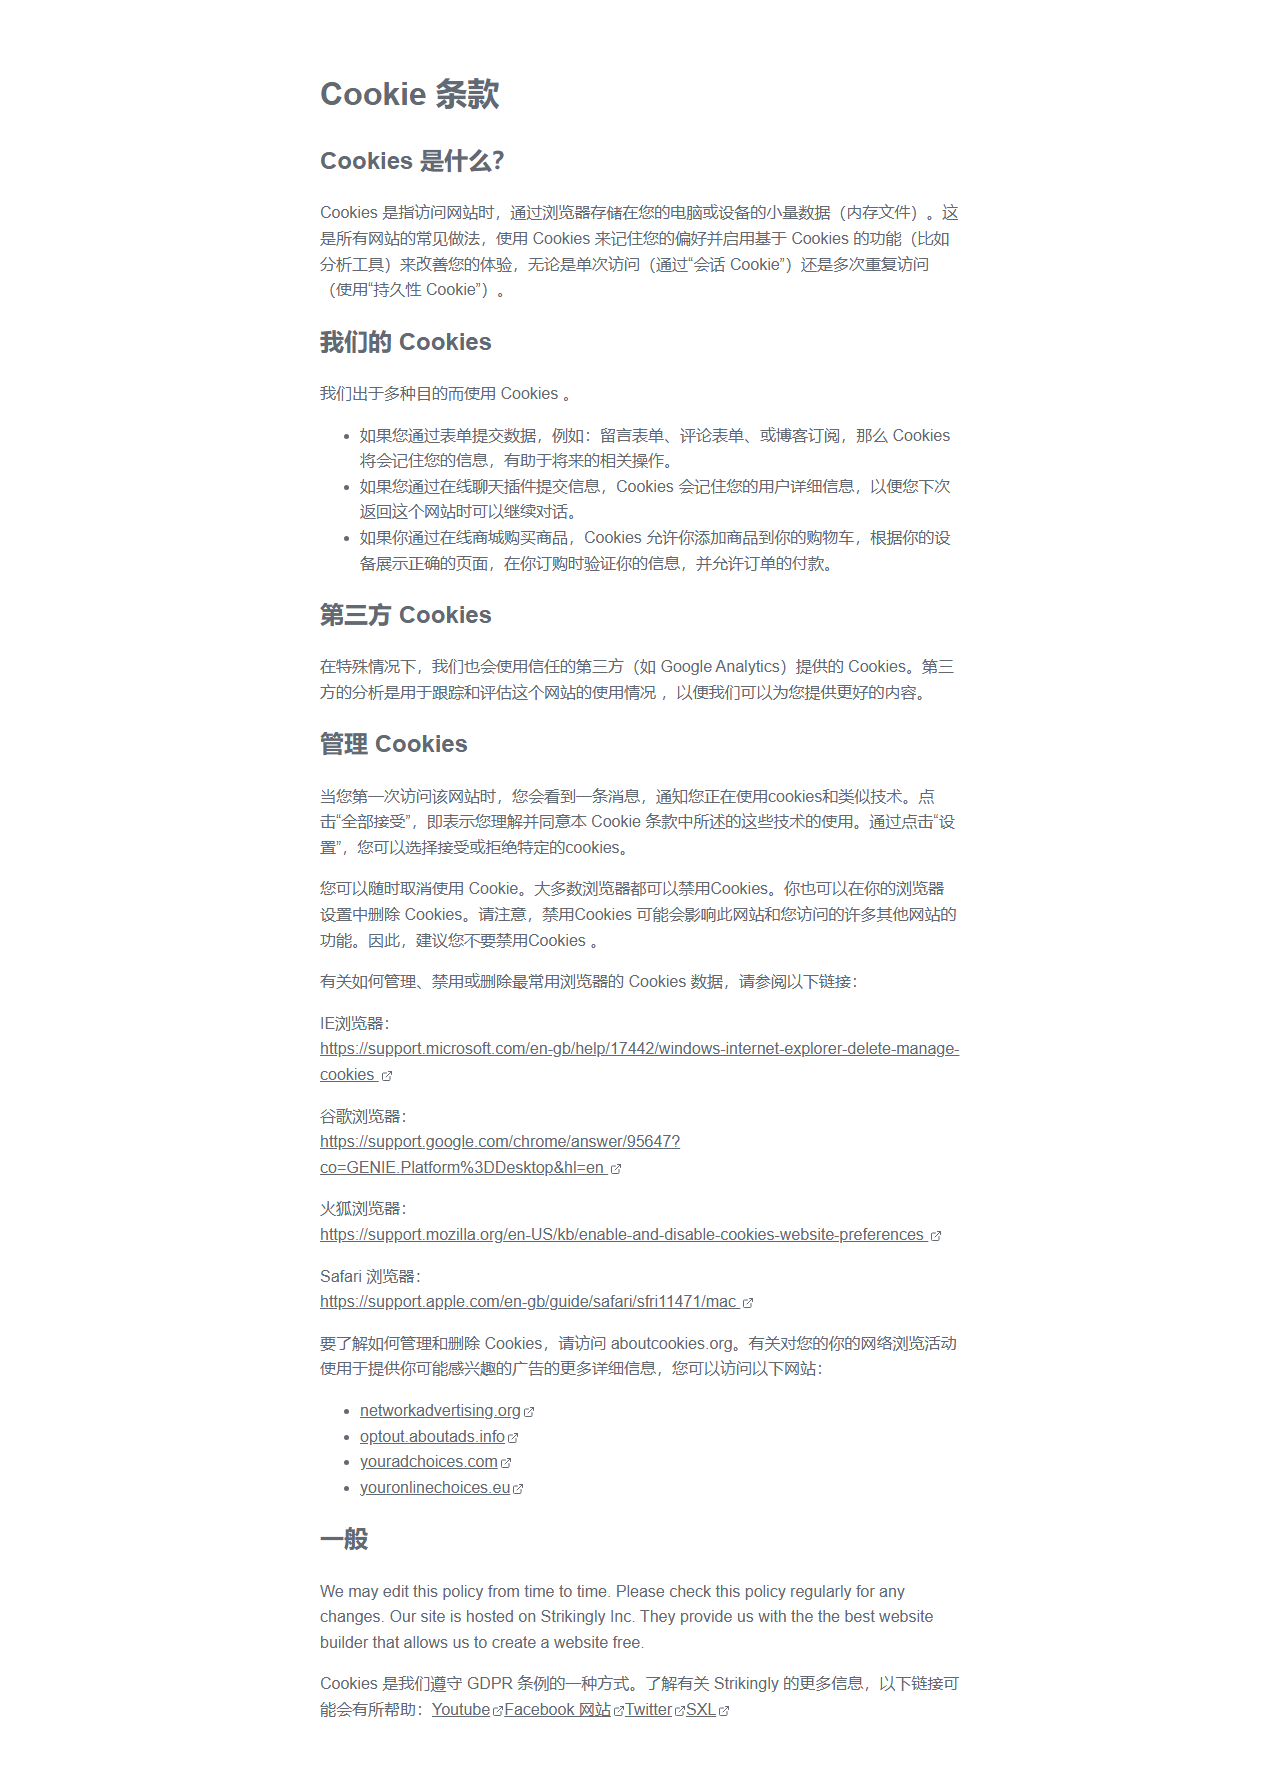 Cookie 条款
Cookies 是什么？
Cookies 是指访问网站时，通过浏览器存储在您的电脑或设备的小量数据（内存文件）。这
是所有网站的常见做法，使用 Cookies 来记住您的偏好并启用基于 Cookies 的功能（比如
分析工具）来改善您的体验，无论是单次访问（通过“会话 Cookie”）还是多次重复访问
（使用“持久性 Cookie”）。
我们的 Cookies
我们出于多种目的而使用 Cookies 。
• 如果您通过表单提交数据，例如：留言表单、评论表单、或博客订阅，那么 Cookies
将会记住您的信息，有助于将来的相关操作。
• 如果您通过在线聊天插件提交信息，Cookies 会记住您的用户详细信息，以便您下次
返回这个网站时可以继续对话。
• 如果你通过在线商城购买商品，Cookies 允许你添加商品到你的购物车，根据你的设
备展示正确的页面，在你订购时验证你的信息，并允许订单的付款。
第三方 Cookies
在特殊情况下，我们也会使用信任的第三方（如 Google Analytics）提供的 Cookies。第三
方的分析是用于跟踪和评估这个网站的使用情况 ，以便我们可以为您提供更好的内容。
管理 Cookies
当您第一次访问该网站时，您会看到一条消息，通知您正在使用cookies和类似技术。点
击“全部接受”，即表示您理解并同意本 Cookie 条款中所述的这些技术的使用。通过点击“设
置”，您可以选择接受或拒绝特定的cookies。
您可以随时取消使用 Cookie。大多数浏览器都可以禁用Cookies。你也可以在你的浏览器
设置中删除 Cookies。请注意，禁用Cookies 可能会影响此网站和您访问的许多其他网站的
功能。因此，建议您不要禁用Cookies 。
有关如何管理、禁用或删除最常用浏览器的 Cookies 数据，请参阅以下链接：
IE浏览器：
https://support.microsoft.com/en-gb/help/17442/windows-internet-explorer-delete-manage-
cookies
谷歌浏览器：
https://support.google.com/chrome/answer/95647?
co=GENIE.Platform%3DDesktop&hl=en
火狐浏览器：
https://support.mozilla.org/en-US/kb/enable-and-disable-cookies-website-preferences
Safari 浏览器：
https://support.apple.com/en-gb/guide/safari/sfri11471/mac
要了解如何管理和删除 Cookies，请访问 aboutcookies.org。有关对您的你的网络浏览活动
使用于提供你可能感兴趣的广告的更多详细信息，您可以访问以下网站：
• networkadvertising.org
• optout.aboutads.info
• youradchoices.com
• youronlinechoices.eu
一般
We may edit this policy from time to time. Please check this policy regularly for any
changes. Our site is hosted on Strikingly Inc. They provide us with the the best website
builder that allows us to create a website free.
Cookies 是我们遵守 GDPR 条例的一种方式。了解有关 Strikingly 的更多信息，以下链接可
能会有所帮助：YoutubeFacebook 网站TwitterSXL